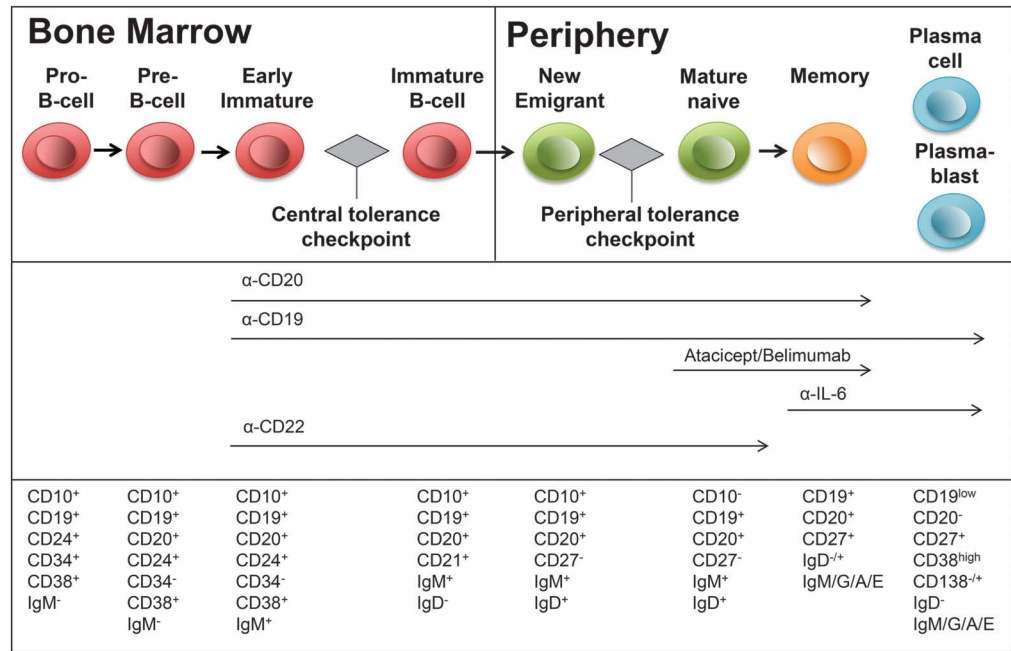 Bone Marrow
Periphery
Pro-
B-cell
Pre-
B-cell
Early
Immature
Immature
B-cell
New
Emigrant
Mature
naive
Memory
Plasma
cell
Plasma-
blast
Central tolerance
checkpoint
Peripheral tolerance
checkpoint
α-CD20
α-CD19
Atacicept/Belimumab
α-IL-6
α-CD22
CD10⁺
CD19⁺
CD24⁺
CD34⁺
CD38⁺
IgM⁻
CD10⁺
CD19⁺
CD20⁺
CD24⁺
CD34⁻
CD38⁺
IgM⁻
CD10⁺
CD19⁺
CD20⁺
CD24⁺
CD34⁻
CD38⁺
IgM⁺
CD10⁺
CD19⁺
CD20⁺
CD21⁺
IgM⁺
IgD⁻
CD10⁺
CD19⁺
CD20⁺
CD27⁻
IgM⁺
IgD⁺
CD10⁻
CD19⁺
CD20⁺
CD27⁻
IgM⁺
IgD⁺
CD19⁺
CD20⁺
CD27⁺
IgD⁻/⁺
IgM/G/A/E
CD19ˡᵒʷ
CD20⁻
CD27⁺
CD38ʰⁱᵍʰ
CD138⁻/⁺
IgD⁻
IgM/G/A/E